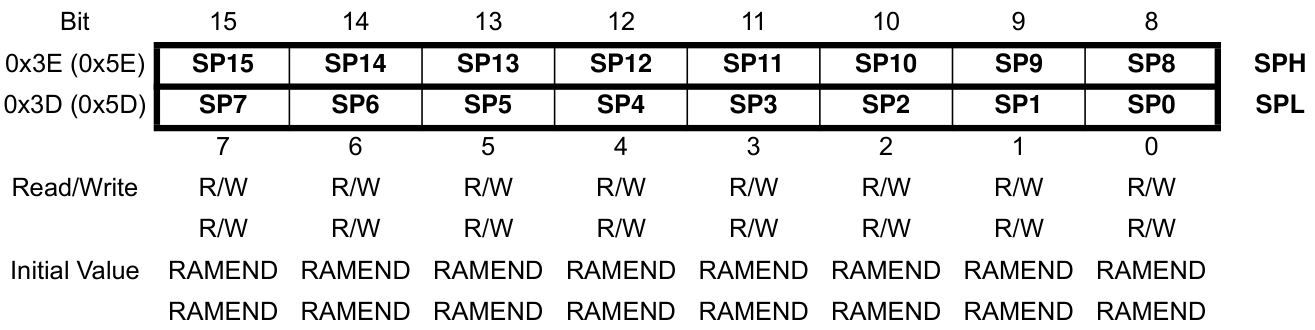 Bit 15 14 13 12 11 10 9 8
0x3E (0x5E) SP15 SP14 SP13 SP12 SP11 SP10 SP9 SP8 SPH
0x3D (0x5D) SP7 SP6 SP5 SP4 SP3 SP2 SP1 SP0 SPL
7 6 5 4 3 2 1 0
Read/Write R/W R/W R/W R/W R/W R/W R/W R/W
R/W R/W R/W R/W R/W R/W R/W R/W
Initial Value RAMEND RAMEND RAMEND RAMEND RAMEND RAMEND RAMEND RAMEND
RAMEND RAMEND RAMEND RAMEND RAMEND RAMEND RAMEND RAMEND